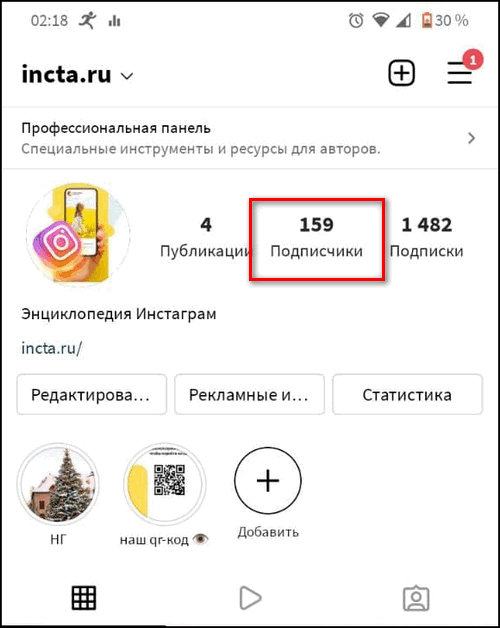 02:18 30 %
incta.ru
1
Профессиональная панель
Специальные инструменты и ресурсы для авторов.
4 159 1 482
Публикации Подписчики Подписки
Энциклопедия Инстаграм
incta.ru/
Редактирова... Рекламные и... Статистика
НГ наш qr-код Добавить